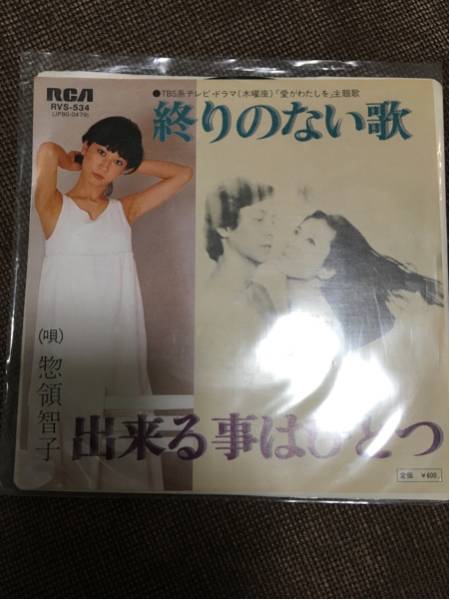 RCA
RVS-534
(JPBO-0479)
●TBS系テレビ・ドラマ(木曜座)「愛がわたしを」主題歌
終りのない歌
(唄)惣領智子
出来る事はひとつ
定価 ¥600.